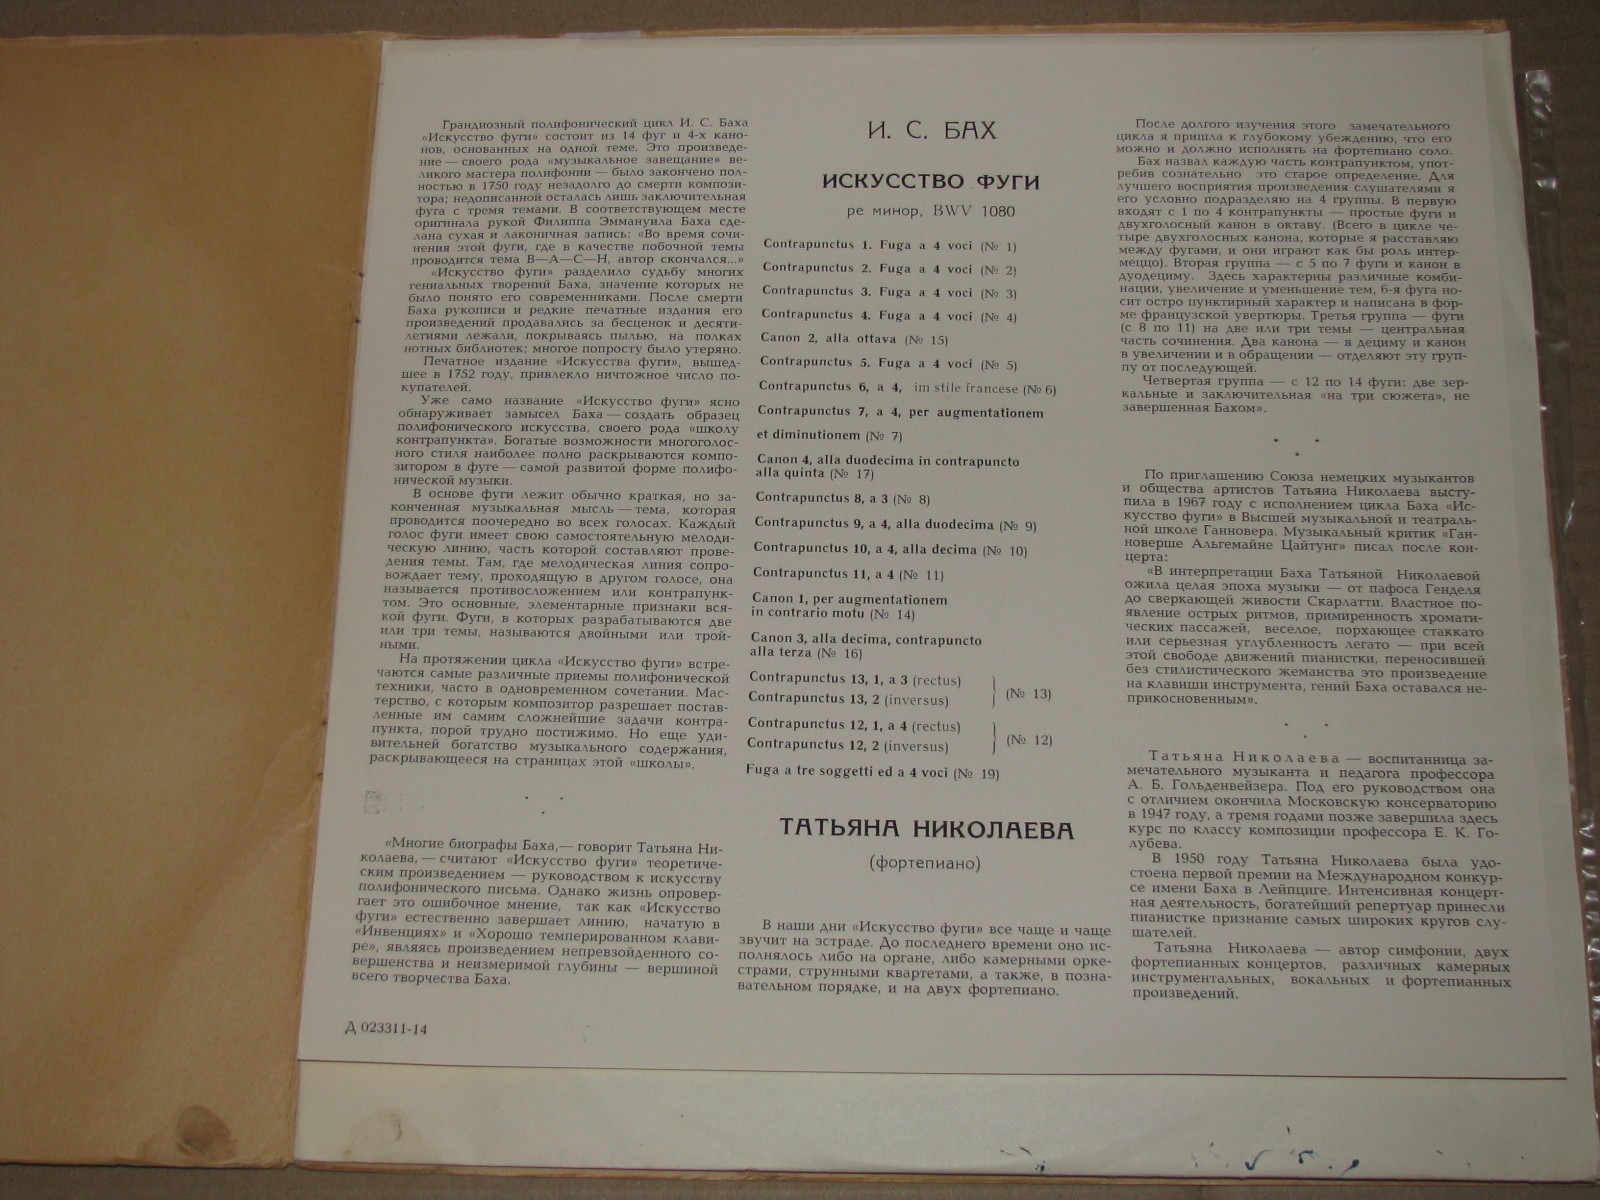 Грандиозный полифонический цикл И. С. Баха
«Искусство фуги» состоит из 14 фуг и 4-х кано-
нов, основанных на одной теме. Это произведе-
ние — своего рода «музыкальное завещание» ве-
ликого мастера полифонии — было закончено пол-
ностью в 1750 году незадолго до смерти компози-
тора; недописанной осталась лишь заключительная
фуга с тремя темами. В соответствующем месте
оригинала рукой Филиппа Эммануила Баха сде-
лана сухая и лаконичная запись: «Во время сочи-
нения этой фуги, где в качестве побочной темы
проводится тема В—А—С—Н, автор скончался...»
«Искусство фуги» разделило судьбу многих
гениальных творений Баха, значение которых не
было понято его современниками. После смерти
Баха рукописи и редкие печатные издания его
произведений продавались за бесценок и десяти-
летиями лежали, покрываясь пылью, на полках
нотных библиотек; многое попросту было утеряно.
Печатное издание «Искусства фуги», вышед-
шее в 1752 году, привлекло ничтожное число по-
купателей.
Уже само название «Искусство фуги» ясно
обнаруживает замысел Баха — создать образец
полифонического искусства, своего рода «школу
контрапункта». Богатые возможности многоголос-
ного стиля наиболее полно раскрываются компо-
зитором в фуге — самой развитой форме полифо-
нической музыки.
В основе фуги лежит обычно краткая, но за-
конченная музыкальная мысль — тема, которая
проводится поочередно во всех голосах. Каждый
голос фуги имеет свою самостоятельную мелоди-
ческую линию, часть которой составляют прове-
дения темы. Там, где мелодическая линия сопро-
вождает тему, проходящую в другом голосе, она
называется противосложением или контрапунк-
том. Это основные, элементарные признаки вся-
кой фуги. Фуги, в которых разрабатываются две
или три темы, называются двойными или трой-
ными.
На протяжении цикла «Искусство фуги» встре-
чаются самые различные приемы полифонической
техники, часто в одновременном сочетании. Мас-
терство, с которым композитор разрешает постав-
ленные им самим сложнейшие задачи контра-
пункта, порой трудно постижимо. Но еще уди-
вительней богатство музыкального содержания,
раскрывающееся на страницах этой «школы».
«Многие биографы Баха,— говорит Татьяна Ни-
колаева,— считают «Искусство фуги» теоретиче-
ским произведением — руководством к искусству
полифонического письма. Однако жизнь опровер-
гает это ошибочное мнение, так как «Искусство
фуги» естественно завершает линию, начатую в
«Инвенциях» и «Хорошо темперированном клави-
ре», являясь произведением непревзойденного со-
вершенства и неизмеримой глубины — вершиной
всего творчества Баха.
Д 023311-14
И. С. БАХ
ИСКУССТВО ФУГИ
ре минор, BWV 1080
Contrapunctus 1. Fuga a 4 voci (№ 1)
Contrapunctus 2. Fuga a 4 voci (№ 2)
Contrapunctus 3. Fuga a 4 voci (№ 3)
Contrapunctus 4. Fuga a 4 voci (№ 4)
Canon 2, alla ottava (№ 15)
Contrapunctus 5. Fuga a 4 voci (№ 5)
Contrapunctus 6, a 4, im stile francese (№ 6)
Contrapunctus 7, a 4, per augmentationem
et diminutionem (№ 7)
Canon 4, alla duodecima in contrapuncto
alla quinta (№ 17)
Contrapunctus 8, a 3 (№ 8)
Contrapunctus 9, a 4, alla duodecima (№ 9)
Contrapunctus 10, a 4, alla decima (№ 10)
Contrapunctus 11, a 4 (№ 11)
Canon 1, per augmentationem
in contrario motu (№ 14)
Canon 3, alla decima, contrapuncto
alla terza (№ 16)
Contrapunctus 13, 1, a 3 (rectus)
Contrapunctus 13, 2 (inversus)
(№ 13)
Contrapunctus 12, 1, a 4 (rectus)
Contrapunctus 12, 2 (inversus)
(№ 12)
Fuga a tre soggetti ed a 4 voci (№ 19)
ТАТЬЯНА НИКОЛАЕВА
(фортепиано)
В наши дни «Искусство фуги» все чаще и чаще
звучит на эстраде. До последнего времени оно ис-
полнялось либо на органе, либо камерными орке-
страми, струнными квартетами, а также, в позна-
вательном порядке, и на двух фортепиано.
После долгого изучения этого замечательного
цикла я пришла к глубокому убеждению, что его
можно и должно исполнять на фортепиано соло.
Бах назвал каждую часть контрапунктом, упот-
ребив сознательно это старое определение. Для
лучшего восприятия произведения слушателями я
его условно подразделяю на 4 группы. В первую
входят с 1 по 4 контрапункты — простые фуги и
двухголосный канон в октаву. (Всего в цикле че-
тыре двухголосных канона, которые я расставляю
между фугами, и они играют как бы роль интер-
меццо). Вторая группа — с 5 по 7 фуги и канон в
дуодециму. Здесь характерны различные комби-
нации, увеличение и уменьшение тем, 6-я фуга но-
сит остро пунктирный характер и написана в фор-
ме французской увертюры. Третья группа — фуги
(с 8 по 11) на две или три темы — центральная
часть сочинения. Два канона — в дециму и канон
в увеличении и в обращении — отделяют эту груп-
пу от последующей.
Четвертая группа — с 12 по 14 фуги: две зер-
кальные и заключительная «на три сюжета», не
завершенная Бахом».
По приглашению Союза немецких музыкантов
и общества артистов Татьяна Николаева высту-
пила в 1967 году с исполнением цикла Баха «Ис-
кусство фуги» в Высшей музыкальной и театраль-
ной школе Ганновера. Музыкальный критик «Ган-
новерше Альгемайне Цайтунг» писал после кон-
церта:
«В интерпретации Баха Татьяной Николаевой
ожила целая эпоха музыки — от пафоса Генделя
до сверкающей живости Скарлатти. Властное по-
явление острых ритмов, примиренность хромати-
ческих пассажей, веселое, порхающее стаккато
или серьезная углубленность легато — при всей
этой свободе движений пианистки, переносившей
без стилистического жеманства это произведение
на клавиши инструмента, гений Баха оставался не-
прикосновенным».
Татьяна Николаева — воспитанница за-
мечательного музыканта и педагога профессора
А. Б. Гольденвейзера. Под его руководством она
с отличием окончила Московскую консерваторию
в 1947 году, а тремя годами позже завершила здесь
курс по классу композиции профессора Е. К. Го-
лубева.
В 1950 году Татьяна Николаева была удо-
стоена первой премии на Международном конкур-
се имени Баха в Лейпциге. Интенсивная концерт-
ная деятельность, богатейший репертуар принесли
пианистке признание самых широких кругов слу-
шателей.
Татьяна Николаева — автор симфонии, двух
фортепианных концертов, различных камерных
инструментальных, вокальных и фортепианных
произведений.